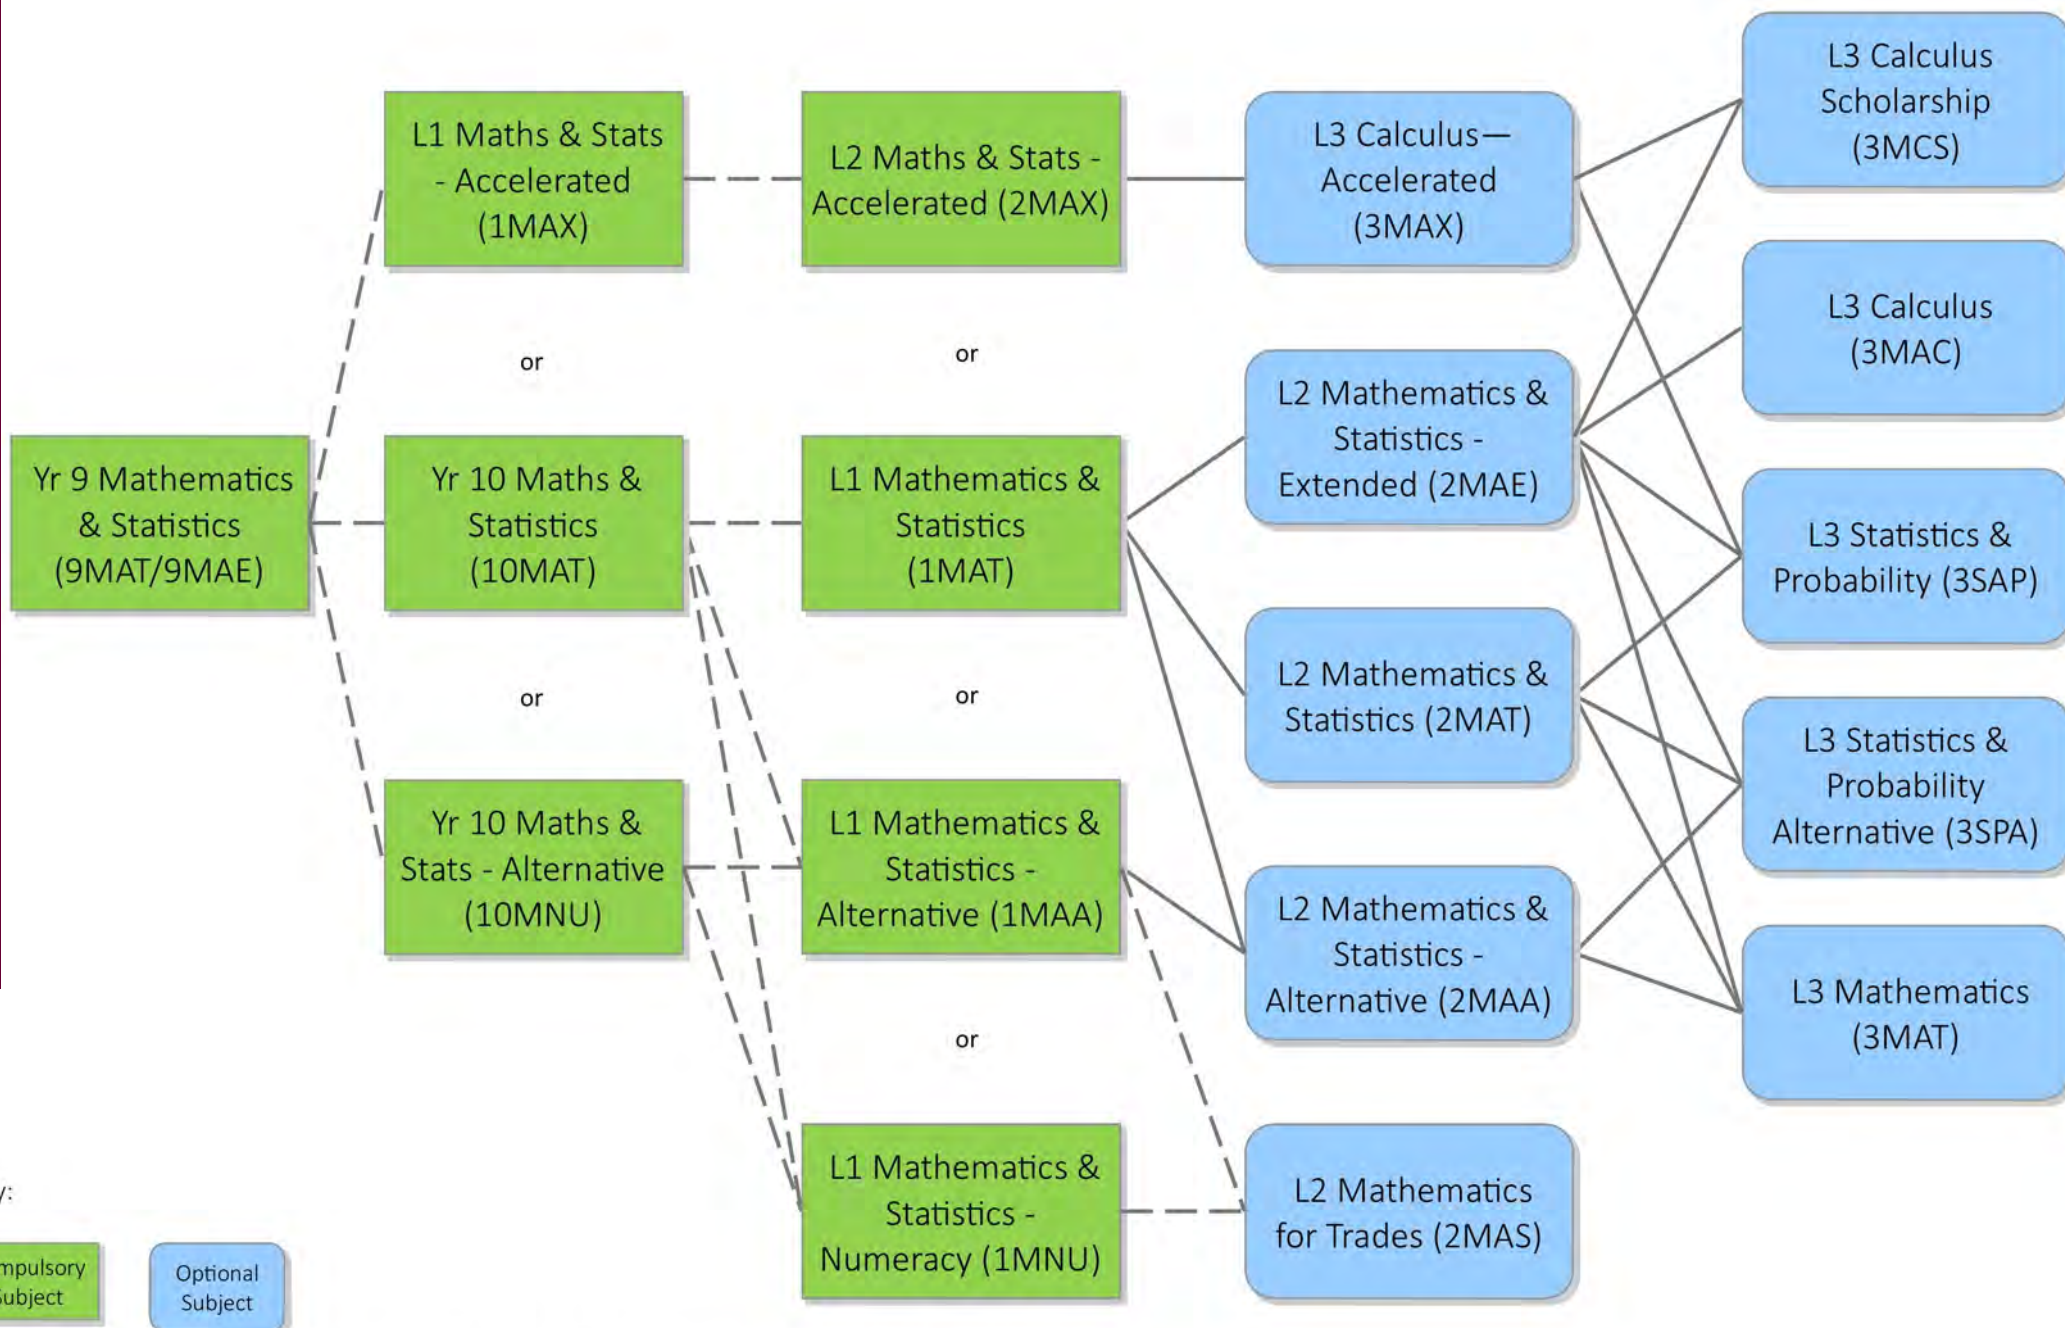 L1 Maths & Stats
- Accelerated
(1MAX)
L2 Maths & Stats -
Accelerated (2MAX)
L3 Calculus—
Accelerated
(3MAX)
L3 Calculus
Scholarship
(3MCS)
or
or
L3 Calculus
(3MAC)
Yr 9 Mathematics
& Statistics
(9MAT/9MAE)
Yr 10 Maths &
Statistics
(10MAT)
L1 Mathematics &
Statistics
(1MAT)
L2 Mathematics &
Statistics -
Extended (2MAE)
L3 Statistics &
Probability (3SAP)
or
or
L2 Mathematics &
Statistics (2MAT)
L3 Statistics &
Probability
Alternative (3SPA)
Yr 10 Maths &
Stats - Alternative
(10MNU)
L1 Mathematics &
Statistics -
Alternative (1MAA)
L2 Mathematics &
Statistics -
Alternative (2MAA)
L3 Mathematics
(3MAT)
or
L1 Mathematics &
Statistics -
Numeracy (1MNU)
L2 Mathematics
for Trades (2MAS)
y:
mpulsory
Subject
Optional
Subject